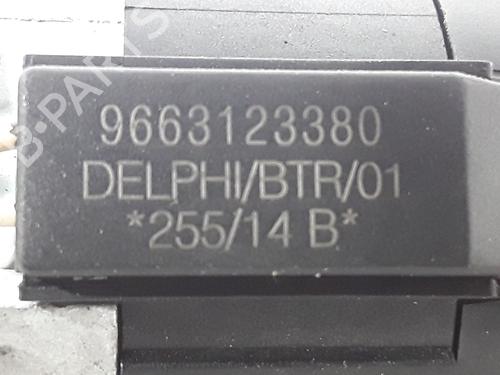 B-PARTS
9663123380
DELPHI/BTR/01
*255/14 B*